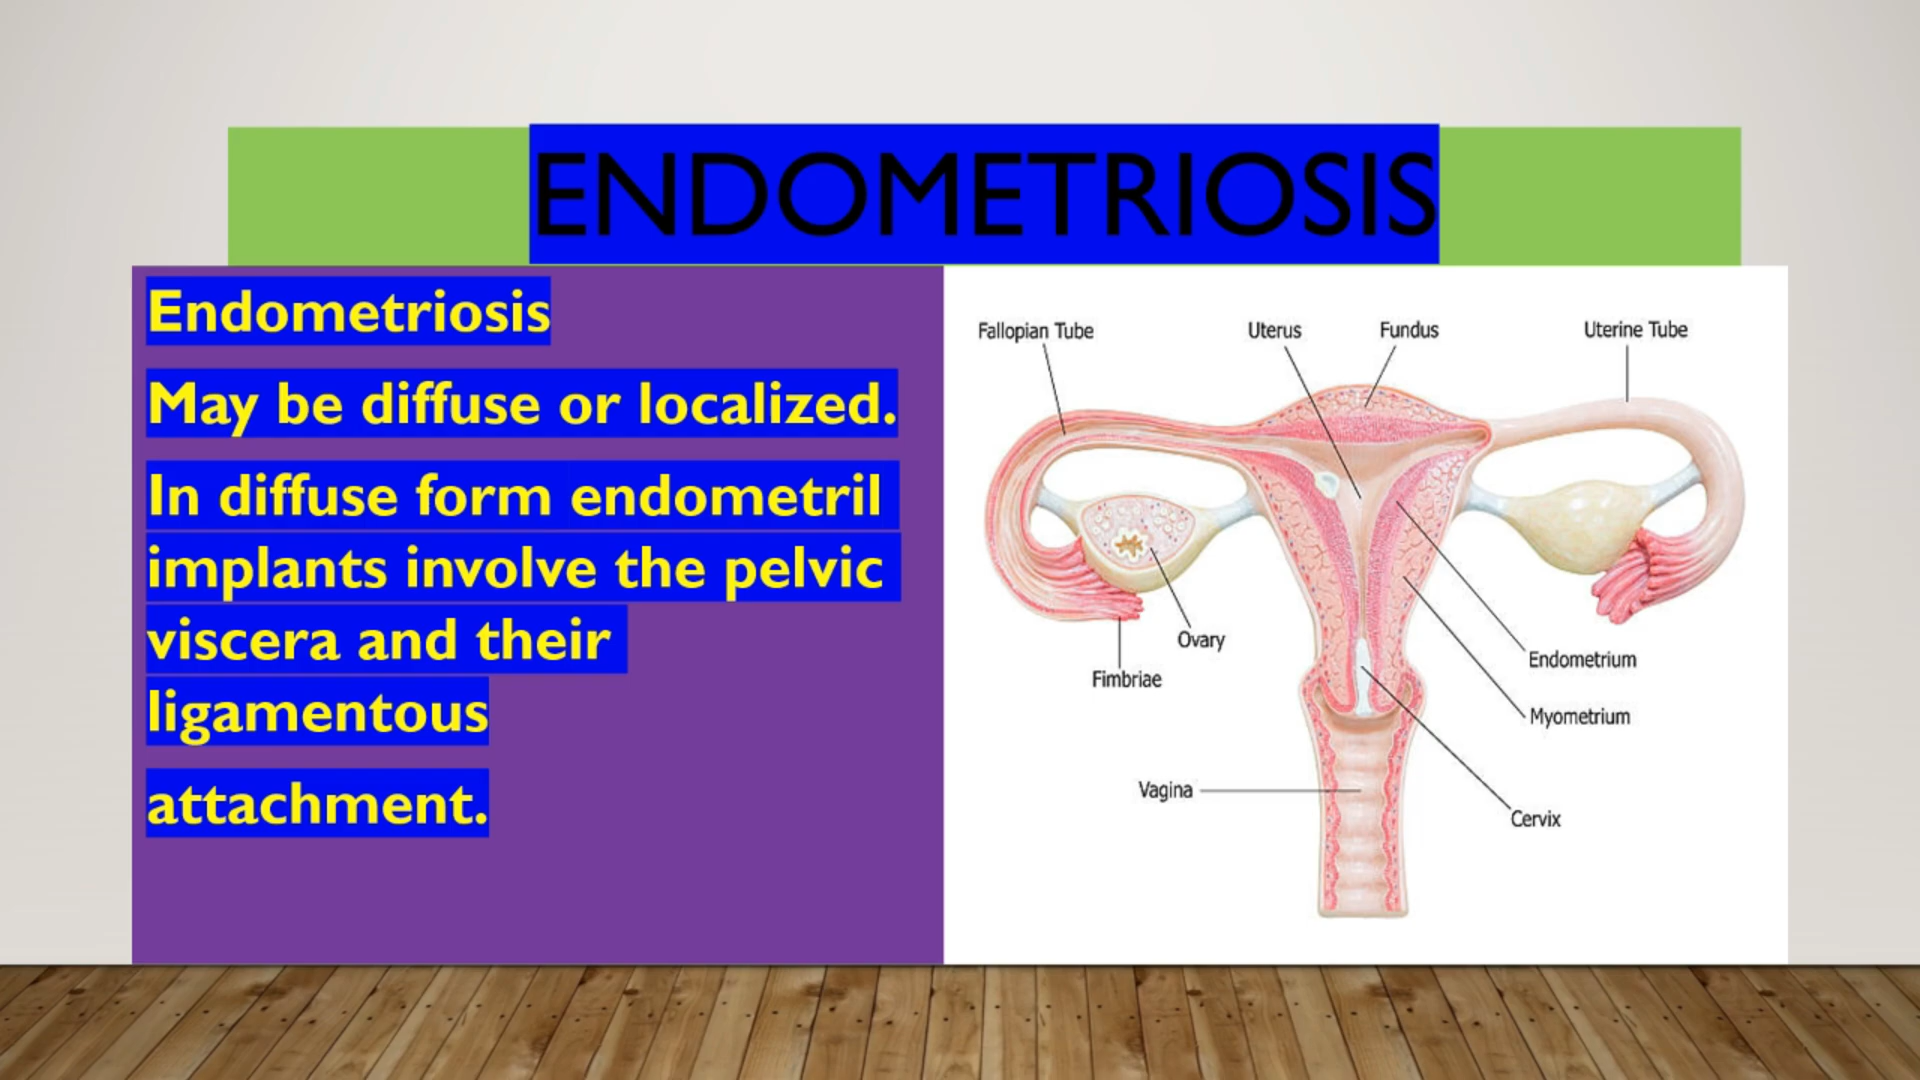 ENDOMETRIOSIS
Endometriosis
May be diffuse or localized.
In diffuse form endometril
implants involve the pelvic
viscera and their
ligamentous
attachment.
Fallopian Tube
Uterus
Fundus
Uterine Tube
Ovary
Fimbriae
Endometrium
Myometrium
Vagina
Cervix